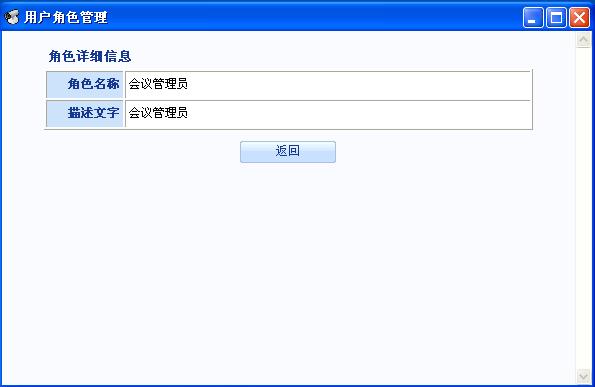 用户角色管理
角色详细信息
角色名称 会议管理员
描述文字 会议管理员
返回